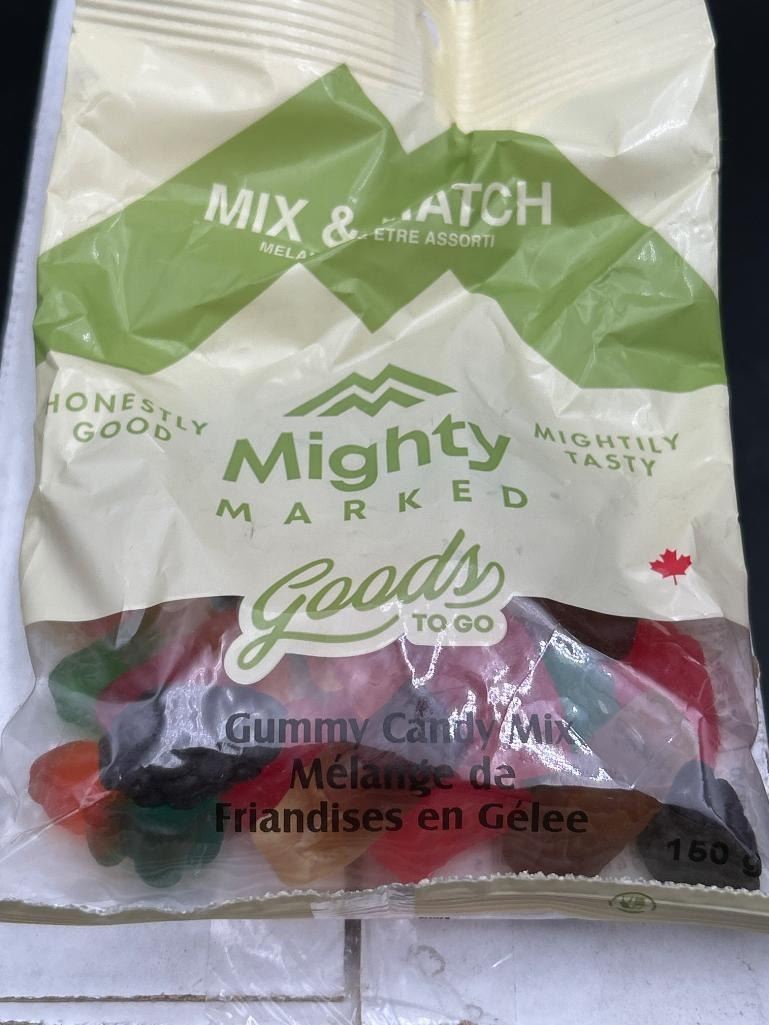 MIX & MATCH
ETRE ASSORTI
HONESTLY
GOOD
Mighty
MARKED
MIGHTILY
TASTY
Goods
TO GO
Gummy Candy Mix
Mélange de
Friandises en Gélee
150 g